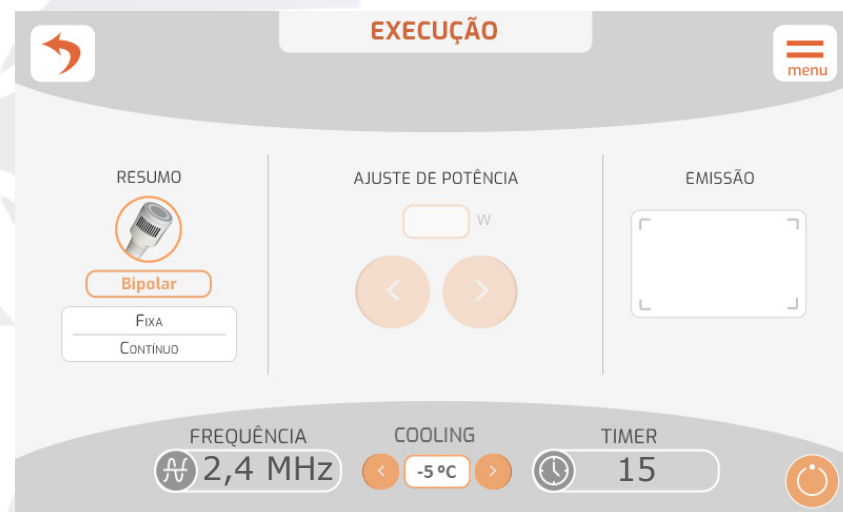 EXECUÇÃO
menu
RESUMO
Bipolar
Fixa
Contínuo
AJUSTE DE POTÊNCIA
W
EMISSÃO
FREQUÊNCIA
2,4 MHz
COOLING
-5 ºC
TIMER
15